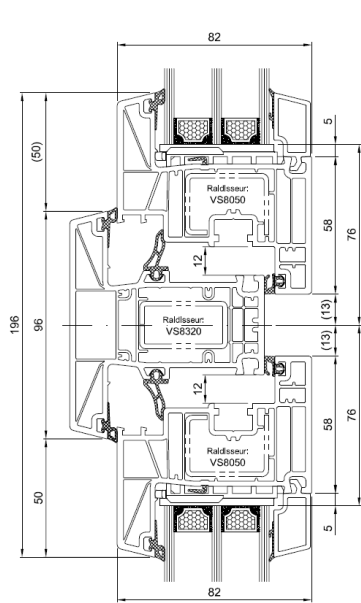 82
5
(50)
Raidisseur:
VS8050
58
76
12
(13)
196
96
Raidisseur:
VS8320
(13)
12
58
76
Raidisseur:
VS8050
50
5
82